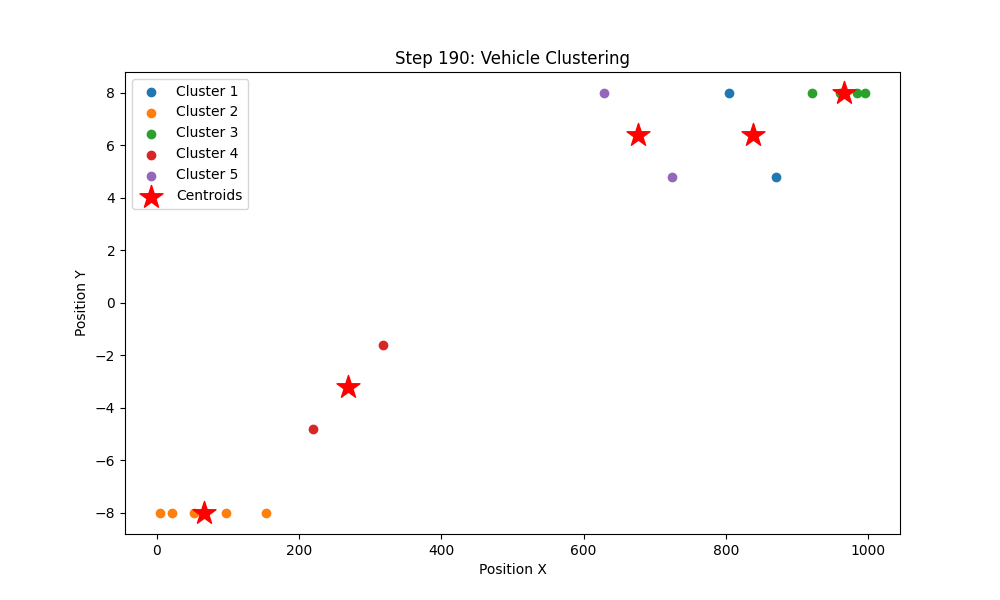 Step 190: Vehicle Clustering
Cluster 1
Cluster 2
Cluster 3
Cluster 4
Cluster 5
Centroids
8
6
4
2
0
−2
−4
−6
−8
Position Y
0 200 400 600 800 1000
Position X